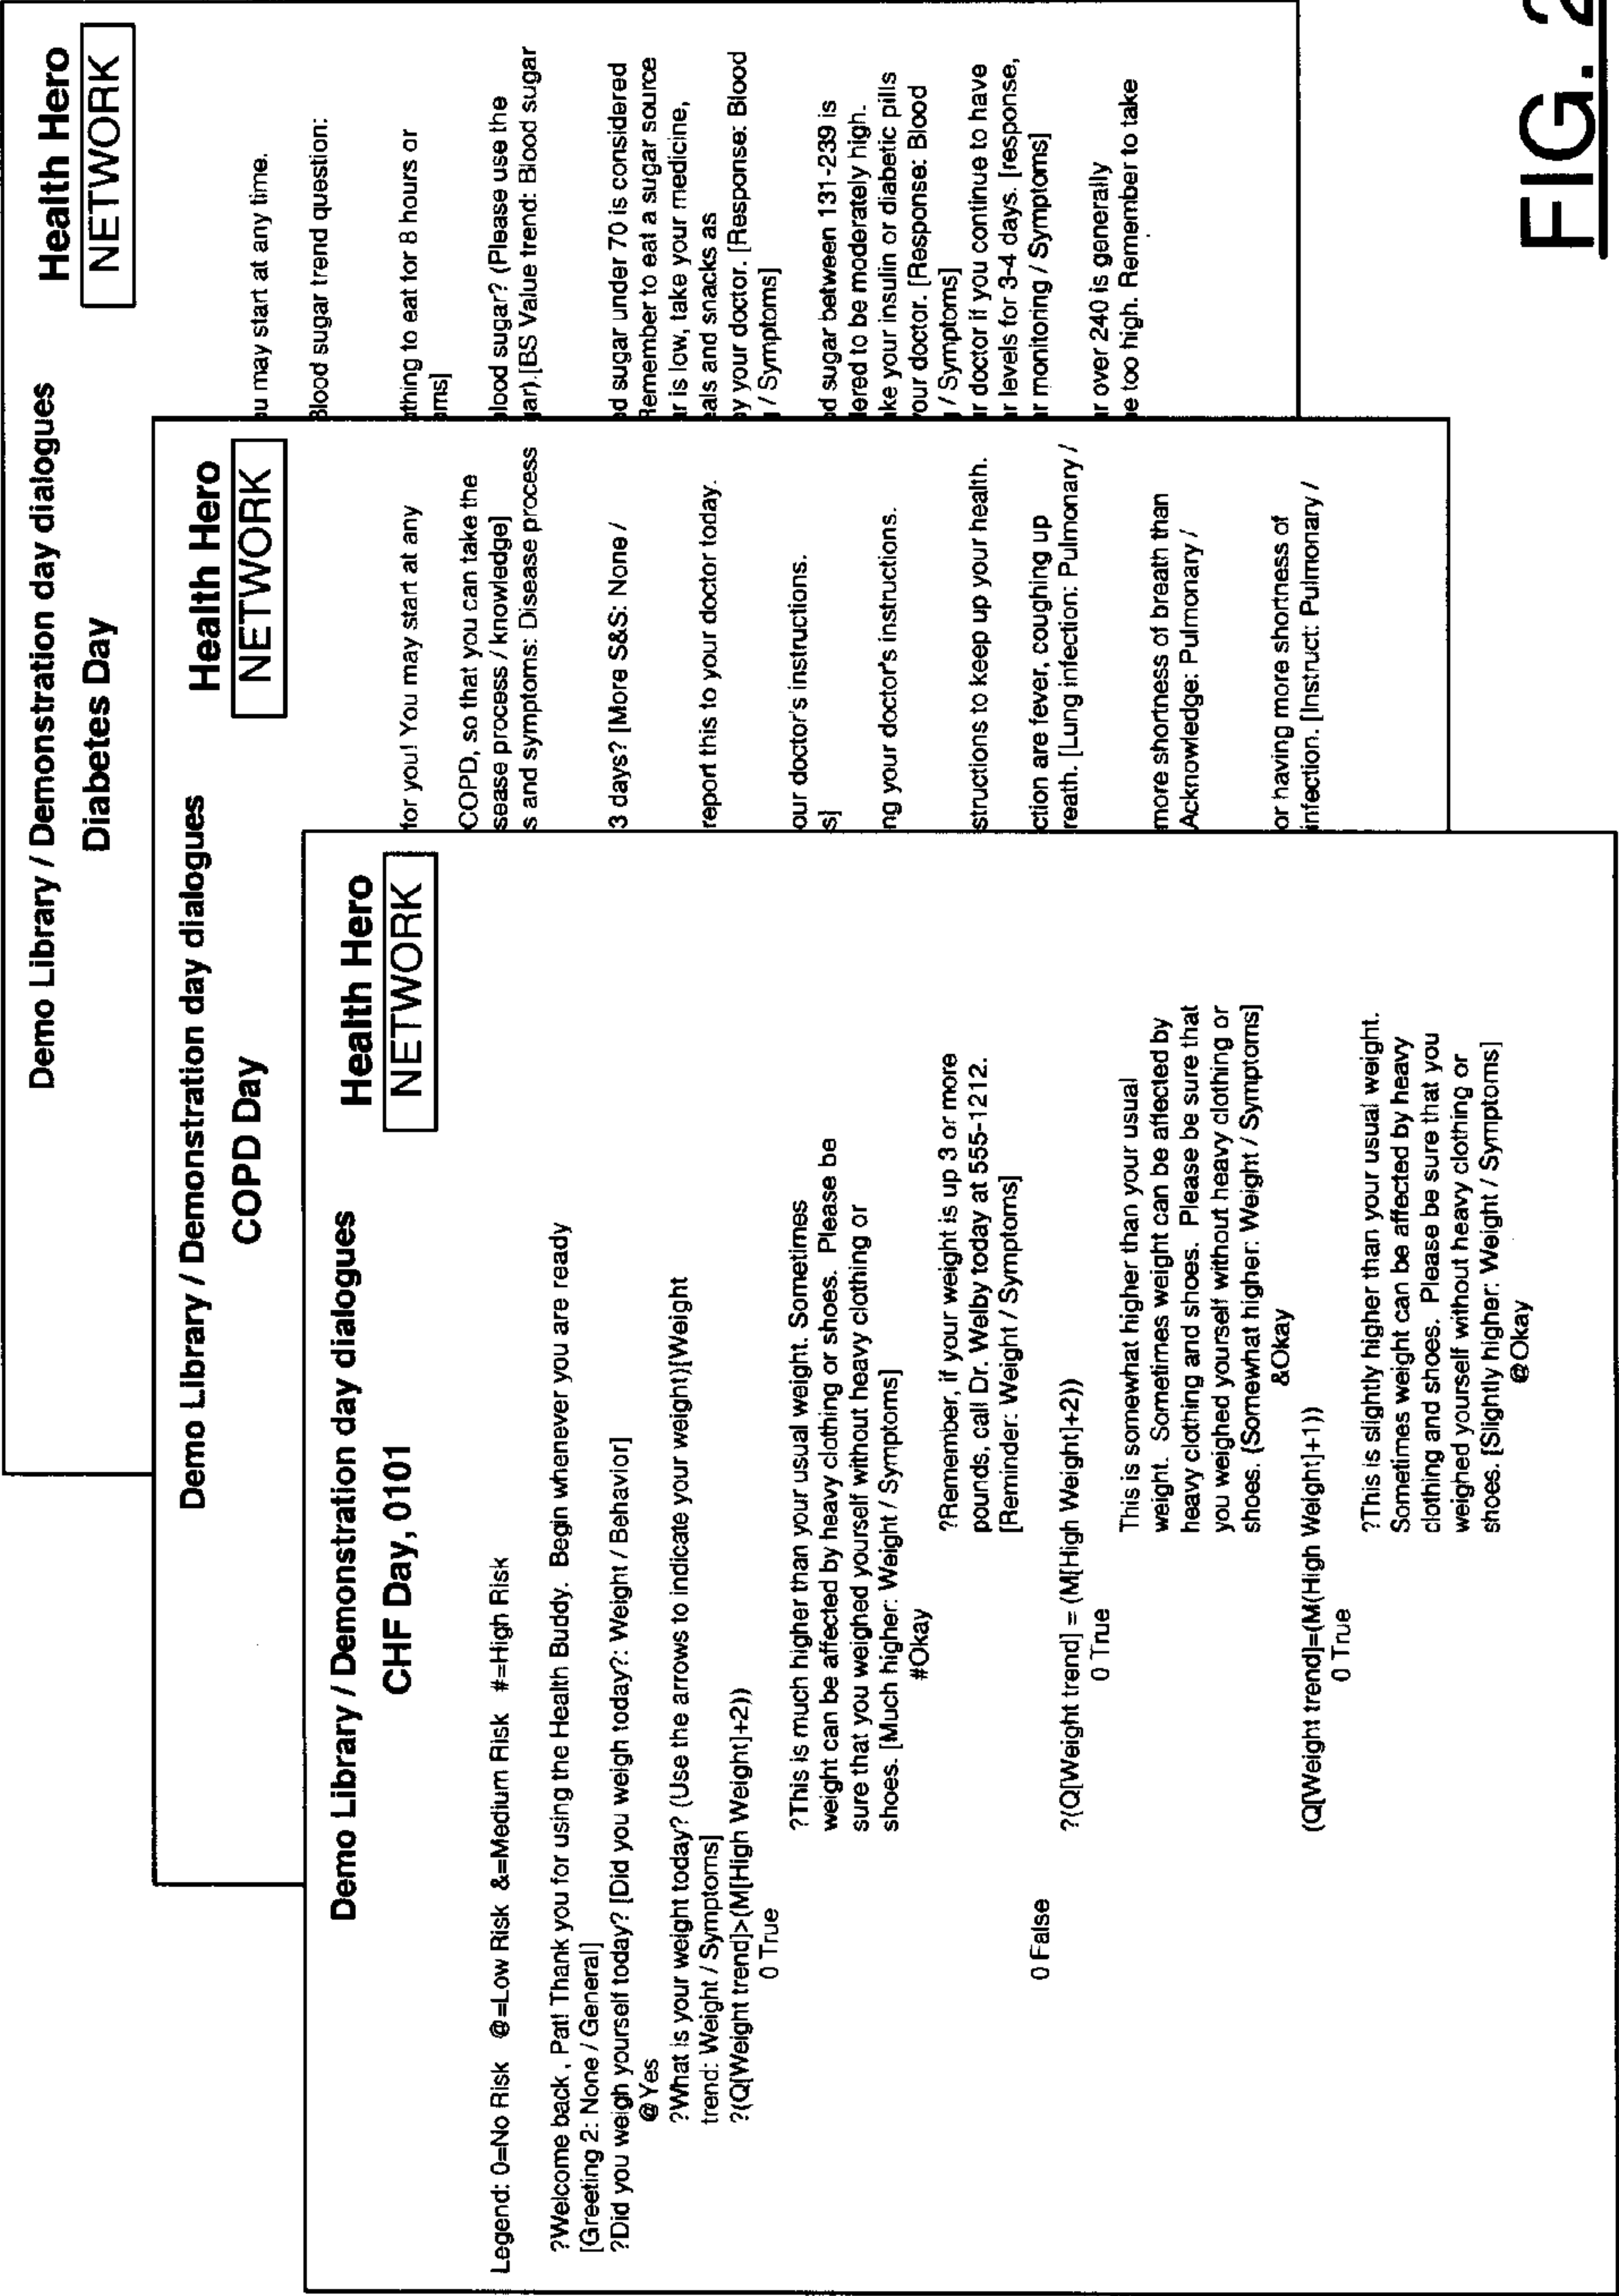 Demo Library / Demonstration day dialogues
Diabetes Day
Health Hero
NETWORK
ou may start at any time.
Blood sugar trend question:
thing to eat tor 8 hours or
ms]
lood sugar? (Please use the
jar).[BS Value trend: Blood sugar
d sugar under 70 is considered
Remember to eat a sugar source
ar is low, take your medicine,
als and snacks as
y your doctor. [Response: Blood
/ Symptoms]
d sugar between 131-239 is
ered to be moderately high.
ke your insulin or diabetic pills
our doctor. [Response: Blood
/ Symptoms]
r doctor if you continue to have
r levels for 3-4 days. [response,
r monitoring / Symptoms]
r over 240 is generally
e too high. Remember to take
Demo Library / Demonstration day dialogues
COPD Day
Health Hero
NETWORK
for you! You may start at any
COPD, so that you can take the
sease process / knowledge]
s and symptoms: Disease process
3 days? [More S&S: None /
report this to your doctor today.
our doctor's instructions.
s]
ng your doctor's instructions.
structions to keep up your health.
ction are fever, coughing up
reath. [Lung infection: Pulmonary /
more shortness of breath than
Acknowledge: Pulmonary /
or having more shortness of
infection. [Instruct: Pulmonary /
Demo Library / Demonstration day dialogues
CHF Day, 0101
Health Hero
NETWORK
Legend: 0=No Risk @=Low Risk &=Medium Risk #=High Risk
?Welcome back , Pat! Thank you for using the Health Buddy. Begin whenever you are ready
[Greeting 2: None / General]
?Did you weigh yourself today? [Did you weigh today?: Weight / Behavior]
@Yes
?What is your weight today? (Use the arrows to indicate your weight)[Weight
trend: Weight / Symptoms]
?(Q[Weight trend]>(M[High Weight]+2))
0 True
?This is much higher than your usual weight. Sometimes
weight can be affected by heavy clothing or shoes. Please be
sure that you weighed yourself without heavy clothing or
shoes. [Much higher: Weight / Symptoms]
#Okay
?Remember, if your weight is up 3 or more
pounds, call Dr. Welby today at 555-1212.
[Reminder: Weight / Symptoms]
0 False
?(Q[Weight trend] = (M[High Weight]+2))
0 True
This is somewhat higher than your usual
weight. Sometimes weight can be affected by
heavy clothing and shoes. Please be sure that
you weighed yourself without heavy clothing or
shoes. (Somewhat higher: Weight / Symptoms]
&Okay
(Q[Weight trend]=(M(High Weight]+1))
0 True
?This is slightly higher than your usual weight.
Sometimes weight can be affected by heavy
clothing and shoes. Please be sure that you
weighed yourself without heavy clothing or
shoes. [Slightly higher: Weight / Symptoms]
@Okay
FIG. 2